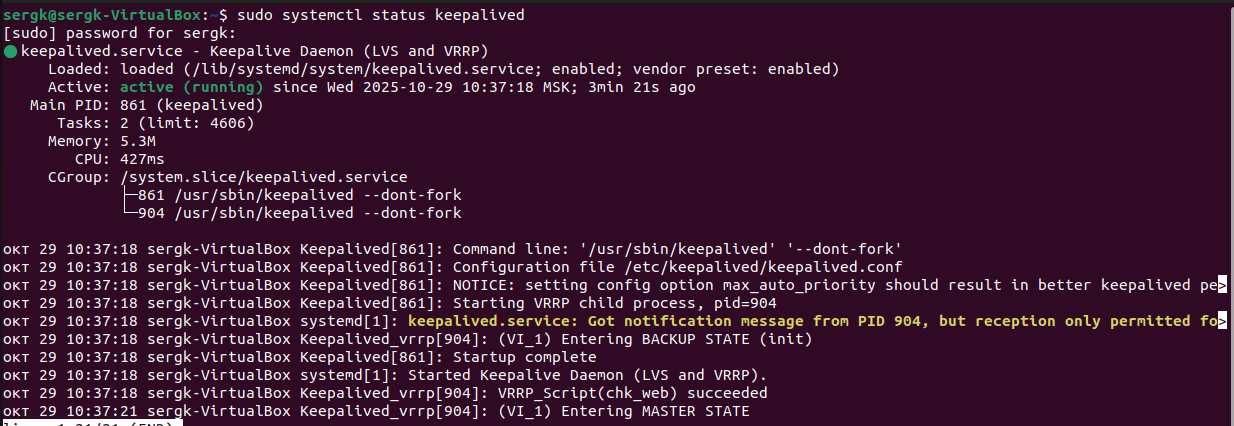 sergk@sergk-VirtualBox:~$ sudo systemctl status keepalived
[sudo] password for sergk:
● keepalived.service - Keepalive Daemon (LVS and VRRP)
     Loaded: loaded (/lib/systemd/system/keepalived.service; enabled; vendor preset: enabled)
     Active: active (running) since Wed 2025-10-29 10:37:18 MSK; 3min 21s ago
   Main PID: 861 (keepalived)
      Tasks: 2 (limit: 4606)
     Memory: 5.3M
        CPU: 427ms
     CGroup: /system.slice/keepalived.service
             ├─861 /usr/sbin/keepalived --dont-fork
             └─904 /usr/sbin/keepalived --dont-fork
окт 29 10:37:18 sergk-VirtualBox Keepalived[861]: Command line: '/usr/sbin/keepalived' '--dont-fork'
окт 29 10:37:18 sergk-VirtualBox Keepalived[861]: Configuration file /etc/keepalived/keepalived.conf
окт 29 10:37:18 sergk-VirtualBox Keepalived[861]: NOTICE: setting config option max_auto_priority should result in better keepalived pe>
окт 29 10:37:18 sergk-VirtualBox Keepalived[861]: Starting VRRP child process, pid=904
окт 29 10:37:18 sergk-VirtualBox systemd[1]: keepalived.service: Got notification message from PID 904, but reception only permitted fo>
окт 29 10:37:18 sergk-VirtualBox Keepalived_vrrp[904]: (VI_1) Entering BACKUP STATE (init)
окт 29 10:37:18 sergk-VirtualBox Keepalived[861]: Startup complete
окт 29 10:37:18 sergk-VirtualBox systemd[1]: Started Keepalive Daemon (LVS and VRRP).
окт 29 10:37:18 sergk-VirtualBox Keepalived_vrrp[904]: VRRP_Script(chk_web) succeeded
окт 29 10:37:21 sergk-VirtualBox Keepalived_vrrp[904]: (VI_1) Entering MASTER STATE